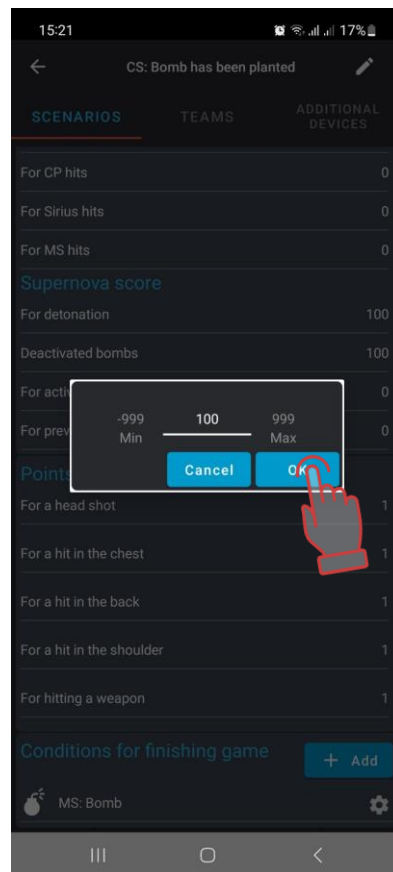 15:21 17%
CS: Bomb has been planted
SCENARIOS TEAMS ADDITIONAL DEVICES
For CP hits 0
For Sirius hits 0
For MS hits 0
Supernova score
For detonation 100
Deactivated bombs 100
For activ 0
-999 100 999
For prev 0
Min Max
Cancel OK
Points
For a head shot 1
For a hit in the chest 1
For a hit in the back 1
For a hit in the shoulder 1
For hitting a weapon 1
Conditions for finishing game + Add
MS: Bomb